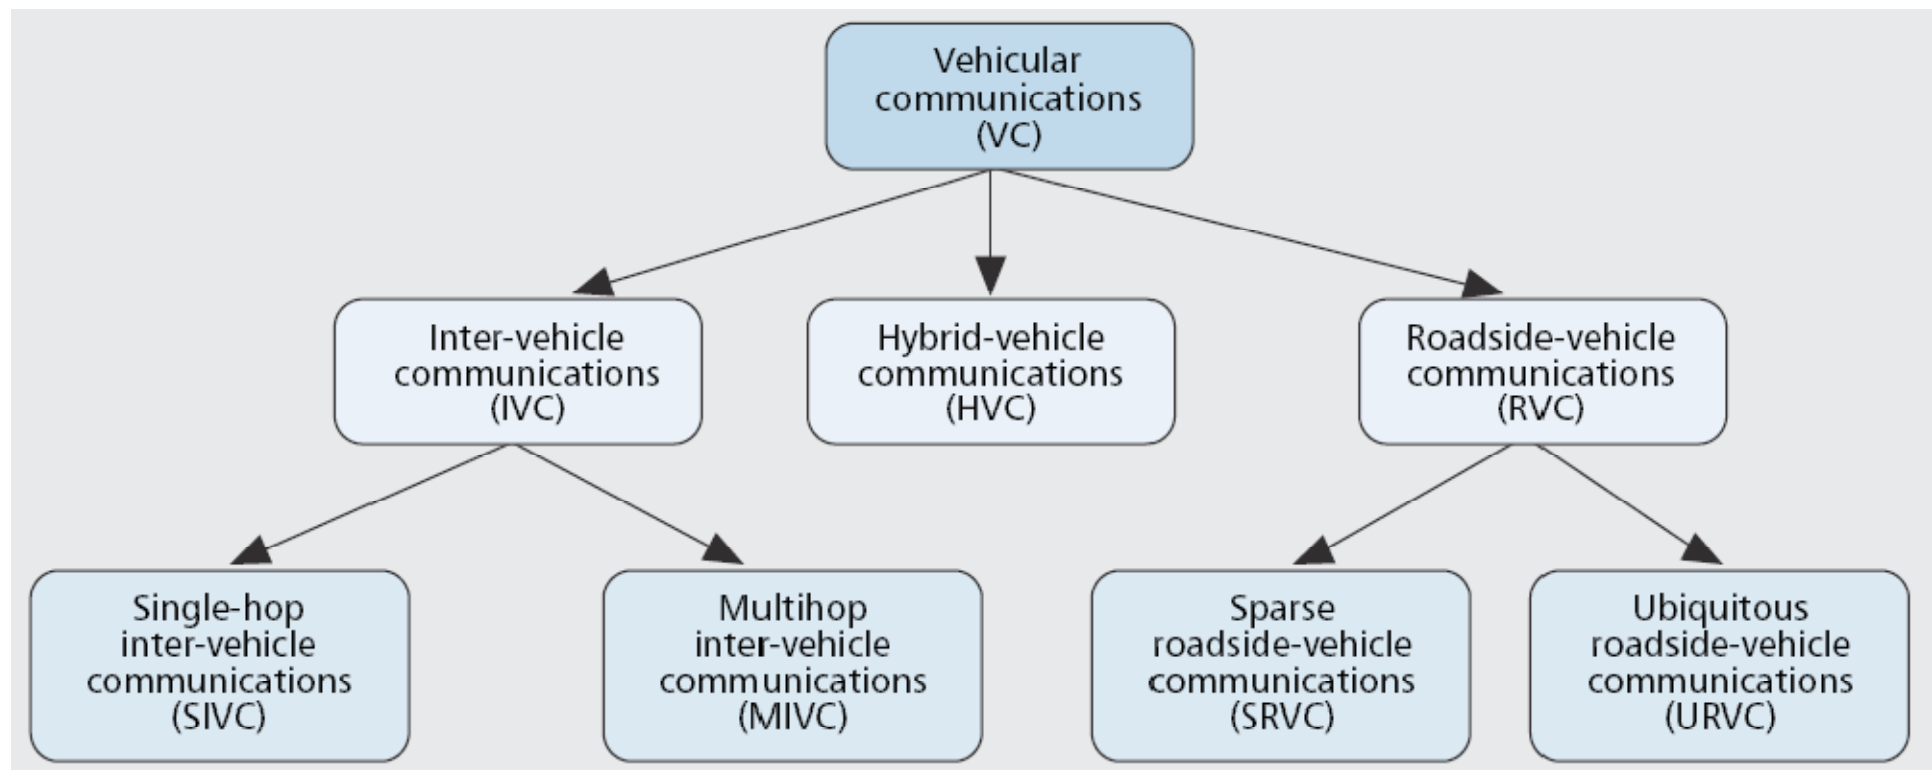 Vehicular
communications
(VC)
Inter-vehicle
communications
(IVC)
Hybrid-vehicle
communications
(HVC)
Roadside-vehicle
communications
(RVC)
Single-hop
inter-vehicle
communications
(SIVC)
Multihop
inter-vehicle
communications
(MIVC)
Sparse
roadside-vehicle
communications
(SRVC)
Ubiquitous
roadside-vehicle
communications
(URVC)